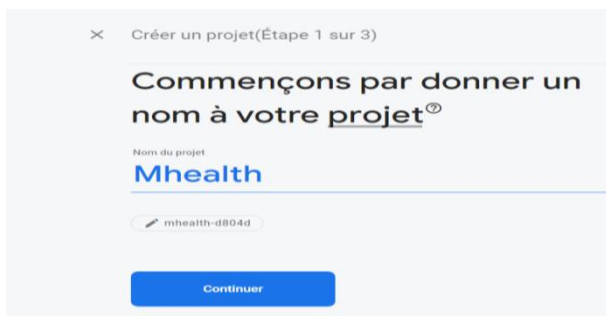 Créer un projet(Étape 1 sur 3)
Commençons par donner un
nom à votre projet
Nom du projet
Mhealth
mhealth-d804d
Continuer